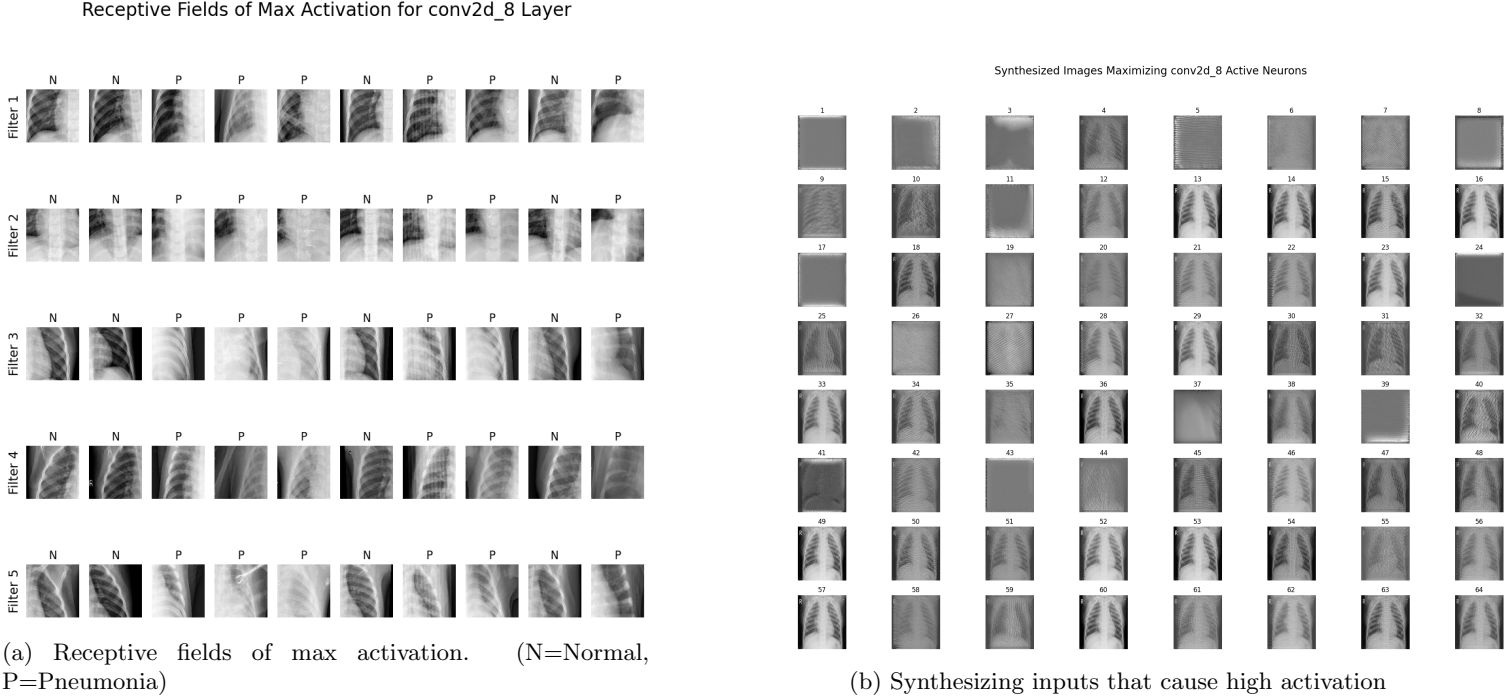 Receptive Fields of Max Activation for conv2d_8 Layer
N N P P P N P P N P
Filter 1
N N P P P N P P N P
Filter 2
N N P P P N P P N P
Filter 3
N N P P P N P P N P
Filter 4
N N P P P N P P N P
Filter 5
(a) Receptive fields of max activation. (N=Normal,
P=Pneumonia)
Synthesized Images Maximizing conv2d_8 Active Neurons
1 2 3 4 5 6 7 8
9 10 11 12 13 14 15 16
17 18 19 20 21 22 23 24
25 26 27 28 29 30 31 32
33 34 35 36 37 38 39 40
41 42 43 44 45 46 47 48
49 50 51 52 53 54 55 56
57 58 59 60 61 62 63 64
(b) Synthesizing inputs that cause high activation